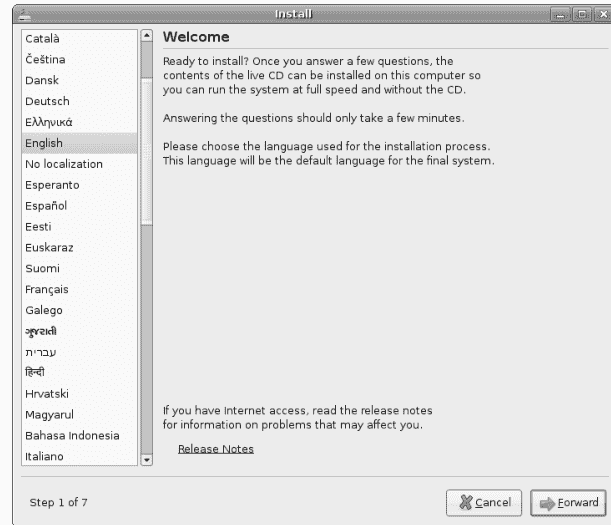 Install
Català
Čeština
Dansk
Deutsch
Ελληνικά
English
No localization
Esperanto
Español
Eesti
Euskaraz
Suomi
Français
Galego
ગુજરાતી
עברית
हिन्दी
Hrvatski
Magyarul
Bahasa Indonesia
Italiano
Welcome
Ready to install? Once you answer a few questions, the
contents of the live CD can be installed on this computer so
you can run the system at full speed and without the CD.
Answering the questions should only take a few minutes.
Please choose the language used for the installation process.
This language will be the default language for the final system.
If you have Internet access, read the release notes
for information on problems that may affect you.
Release Notes
Step 1 of 7
Cancel
Forward